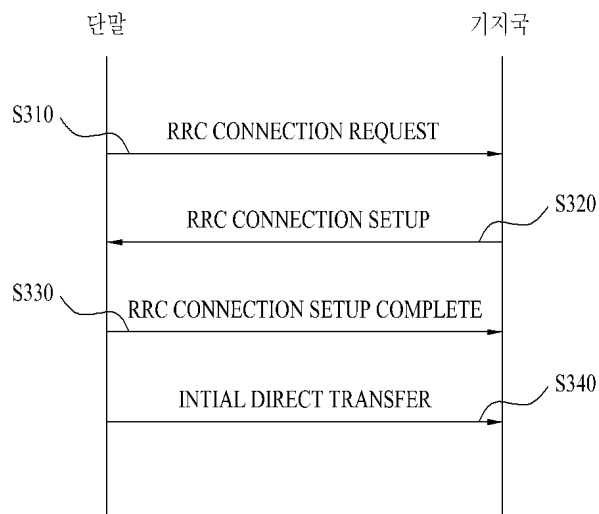 단말
기지국
S310
RRC CONNECTION REQUEST
S320
RRC CONNECTION SETUP
S330
RRC CONNECTION SETUP COMPLETE
S340
INTIAL DIRECT TRANSFER